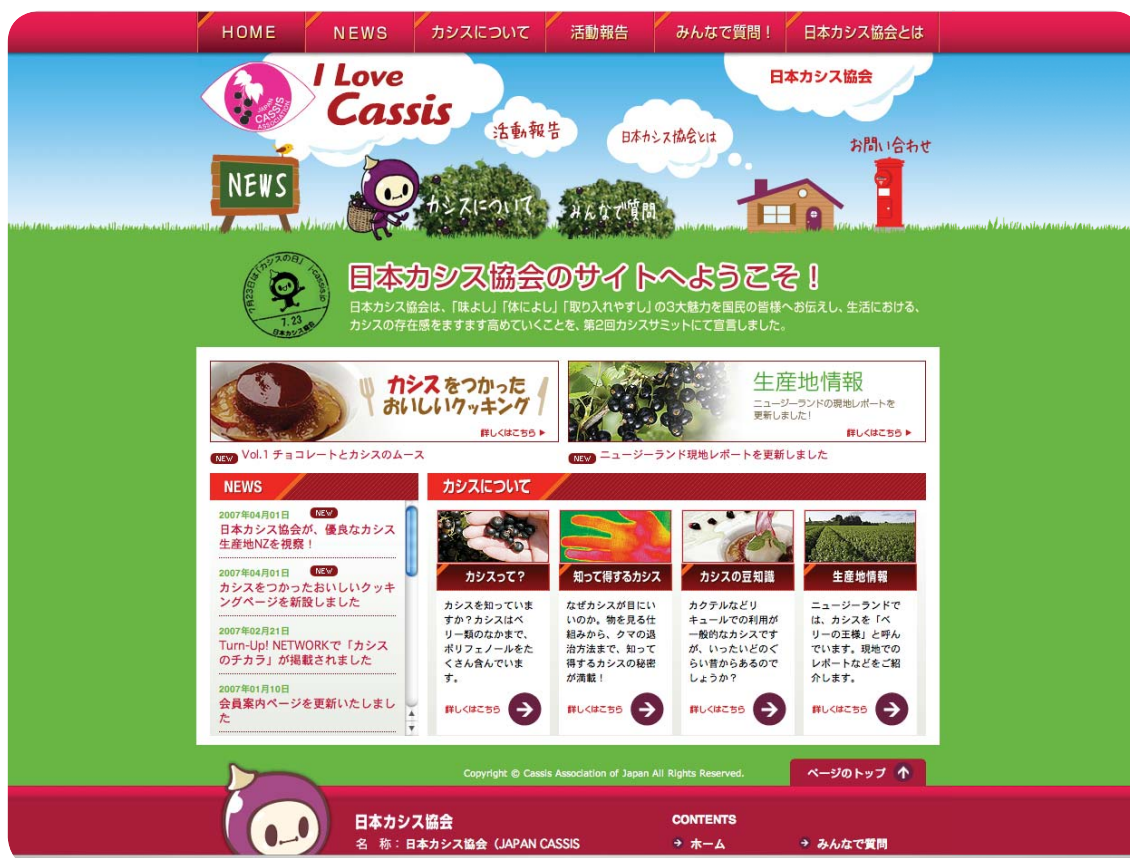 HOME
NEWS
カシスについて
活動報告
みんなで質問！
日本カシス協会とは
JAPAN
CASSIS
ASSOCIATION
I Love
Cassis
日本カシス協会
活動報告
日本カシス協会とは
お問い合わせ
NEWS
カシスについて
みんなで質問
7月23日は「カシスの日」
7.23
日本カシス協会
日本カシス協会のサイトへようこそ！
日本カシス協会は、「味よし」「体によし」「取り入れやすし」の3大魅力を国民の皆様へお伝えし、生活における、
カシスの存在感をますます高めていくことを、第2回カシスサミットにて宣言しました。
カシスをつかった
おいしいクッキング
詳しくはこちら
生産地情報
ニュージーランドの現地レポートを
更新しました！
詳しくはこちら
NEW Vol.1 チョコレートとカシスのムース
NEW ニュージーランド現地レポートを更新しました
NEWS
2007年04月01日 NEW
日本カシス協会が、優良なカシス
生産地NZを視察！
2007年04月01日 NEW
カシスをつかったおいしいクッキ
ングページを新設しました
2007年02月21日
Turn-Up! NETWORKで「カシス
のチカラ」が掲載されました
2007年01月10日
会員案内ページを更新いたしまし
た
カシスについて
カシスって？
カシスを知っていま
すか？カシスはベ
リー類のなかまで、
ポリフェノールをた
くさん含んでいま
す。
詳しくはこちら
知って得するカシス
なぜカシスが目にい
いのか。物を見る仕
組みから、クマの退
治方法まで、知って
得するカシスの秘密
が満載！
詳しくはこちら
カシスの豆知識
カクテルなどリ
キュールでの利用が
一般的なカシスです
が、いったいどのぐ
らい昔からあるので
しょうか？
詳しくはこちら
生産地情報
ニュージーランドで
は、カシスを「ベ
リーの王様」と呼ん
でいます。現地での
レポートなどをご紹
介します。
詳しくはこちら
Copyright © Cassis Association of Japan All Rights Reserved.
ページのトップ
日本カシス協会
名 称：日本カシス協会（JAPAN CASSIS
CONTENTS
ホーム
みんなで質問